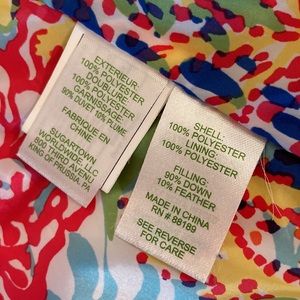 EXTERIEUR:
100% POLYESTER
DOUBLURE:
100% POLYESTER
GARNISSAGE:
90% DUVET 10% PLUME
FABRIQUE EN
CHINE
SUGARTOWN
WORLDWIDE, LLC
800 THIRD AVENUE
KING OF PRUSSIA, PA
SHELL:
100% POLYESTER
LINING:
100% POLYESTER
FILLING:
90% DOWN
10% FEATHER
MADE IN CHINA
RN # 88189
SEE REVERSE
FOR CARE